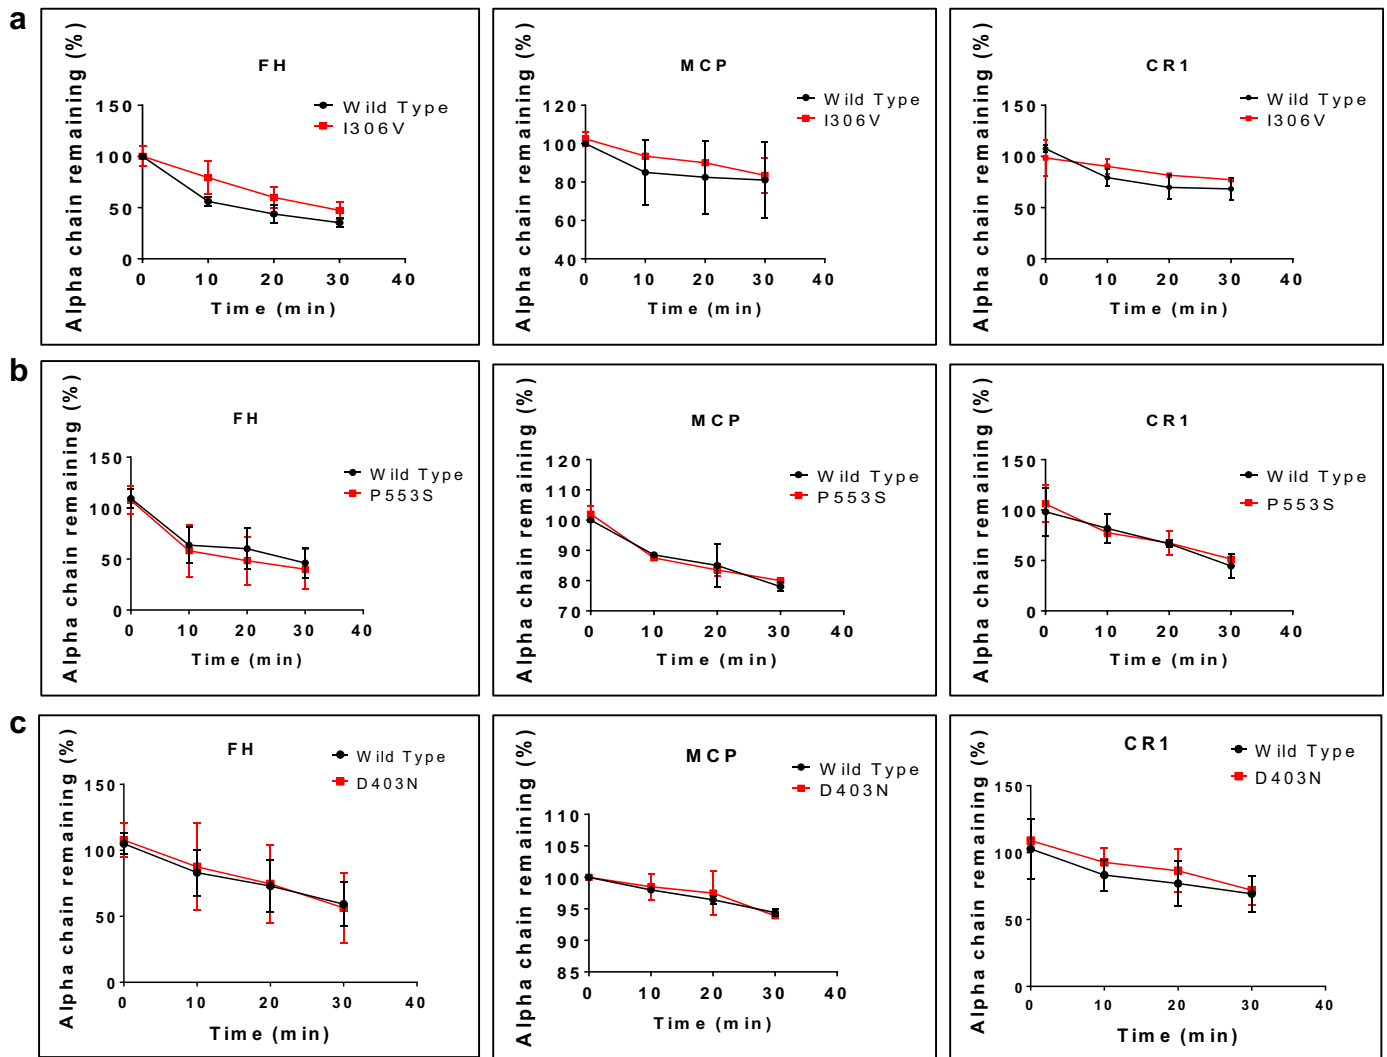 a
FH
Alpha chain remaining (%)
Wild Type
I306V
150
100
50
0
0 10 20 30 40
Time (min)
MCP
Alpha chain remaining (%)
Wild Type
I306V
120
100
80
60
40
0 10 20 30 40
Time (min)
CR1
Alpha chain remaining (%)
Wild Type
I306V
150
100
50
0
0 10 20 30 40
Time (min)
b
FH
Alpha chain remaining (%)
Wild Type
P553S
150
100
50
0
0 10 20 30 40
Time (min)
MCP
Alpha chain remaining (%)
Wild Type
P553S
120
110
100
90
80
70
0 10 20 30 40
Time (min)
CR1
Alpha chain remaining (%)
Wild Type
P553S
150
100
50
0
0 10 20 30 40
Time (min)
c
FH
Alpha chain remaining (%)
Wild Type
D403N
150
100
50
0
0 10 20 30 40
Time (min)
MCP
Alpha chain remaining (%)
Wild Type
D403N
110
105
100
95
90
85
0 10 20 30 40
Time (min)
CR1
Alpha chain remaining (%)
Wild Type
D403N
150
100
50
0
0 10 20 30 40
Time (min)